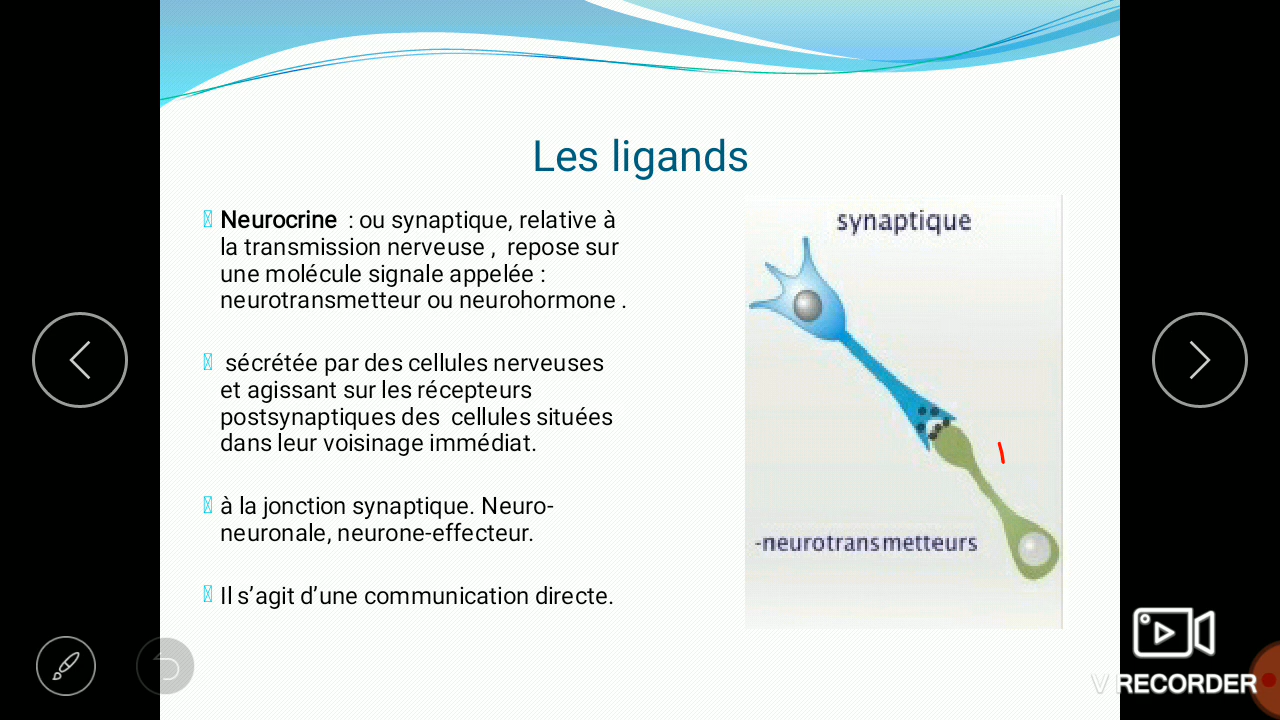 Les ligands
Neurocrine : ou synaptique, relative à
la transmission nerveuse , repose sur
une molécule signale appelée :
neurotransmetteur ou neurohormone .
sécrétée par des cellules nerveuses
et agissant sur les récepteurs
postsynaptiques des cellules situées
dans leur voisinage immédiat.
à la jonction synaptique. Neuro-
neuronale, neurone-effecteur.
Il s’agit d’une communication directe.
synaptique
-neurotransmetteurs
V RECORDER